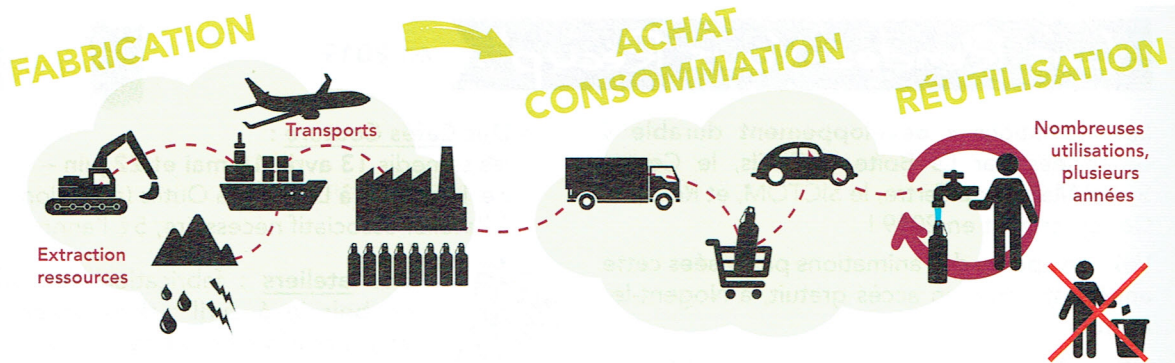 FABRICATION
ACHAT
CONSOMMATION
RÉUTILISATION
Transports
Nombreuses
utilisations,
plusieurs
années
Extraction
ressources